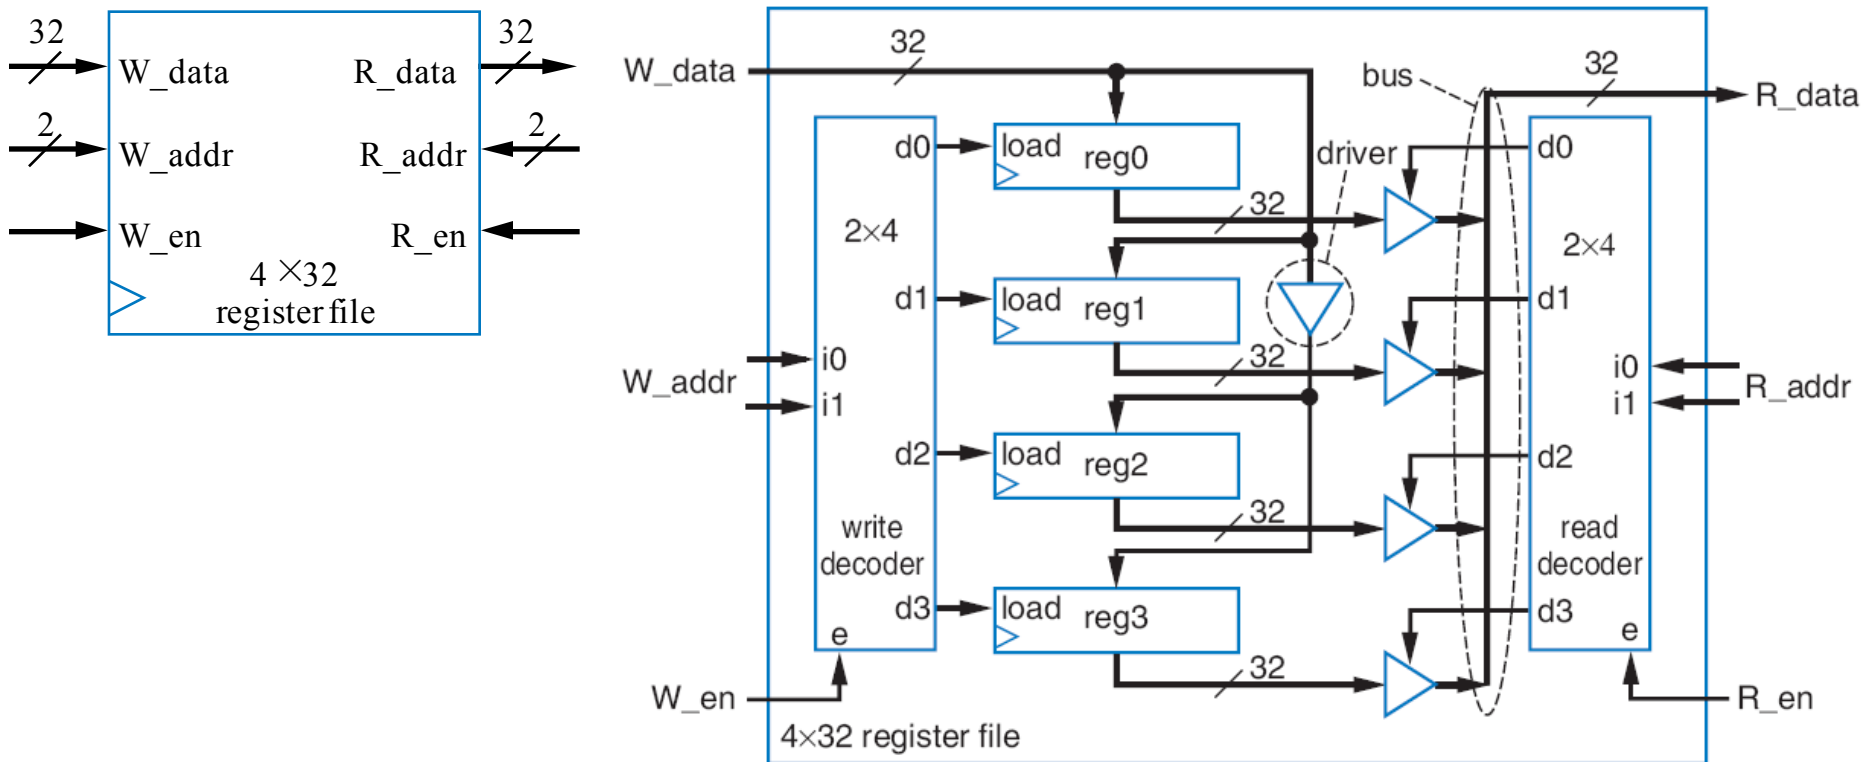 32
32
W_data
R_data
2
2
W_addr
R_addr
W_en
R_en
4 ×32
register file
W_data
32
bus
32
R_data
d0
load
reg0
driver
d0
32
2×4
2×4
d1
load
reg1
d1
32
W_addr
i0
i1
i0
i1
R_addr
d2
load
reg2
d2
32
write
decoder
read
decoder
d3
load
reg3
d3
e
e
32
W_en
R_en
4×32 register file